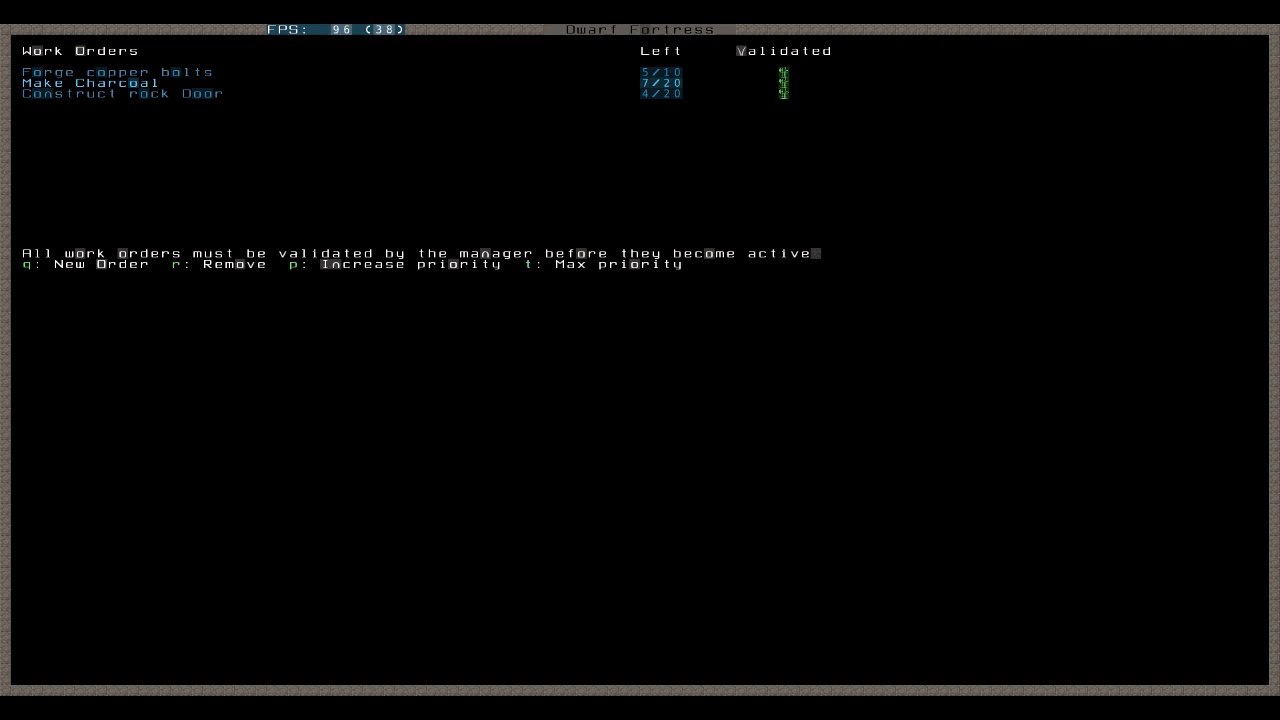 FPS: 96 (38) Dwarf Fortress
Work Orders Left Validated
Forge copper bolts 5/10
Make Charcoal 7/20
Construct rock Door 4/20
All work orders must be validated by the manager before they become active
q: New Order r: Remove p: Increase priority t: Max priority